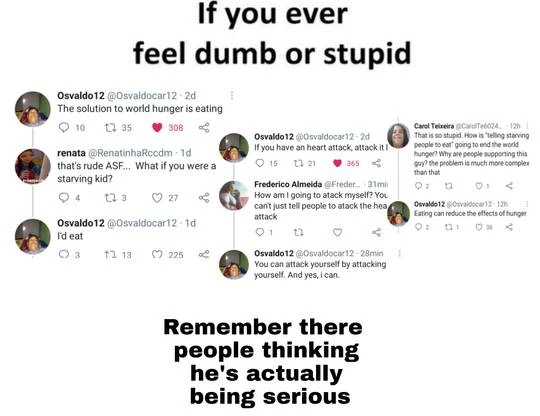 If you ever
feel dumb or stupid
Osvaldo12 @Osvaldocar12 · 2d
The solution to world hunger is eating
10 35 308
renata @RenatinhaRccdm · 1d
that's rude ASF... What if you were a
starving kid?
4 3 27
Osvaldo12 @Osvaldocar12 · 1d
I'd eat
3 13 225
Osvaldo12 @Osvaldocar12 · 2d
If you have an heart attack, attack it
15 21 365
Frederico Almeida @Freder... · 31mi
How am I going to atack myself? You
can't just tell people to atack the hea
attack
1
Osvaldo12 @Osvaldocar12 · 28min
You can attack yourself by attacking
yourself. And yes, i can.
Carol Teixeira @CarolTe6024... · 12h
That is so stupid. How is "telling starving
people to eat" going to end the world
hunger? Why are people supporting this
guy? the problem is much more complex
than that
2 1
Osvaldo12 @Osvaldocar12 · 12h
Eating can reduce the effects of hunger
2 1 36
Remember there
people thinking
he's actually
being serious